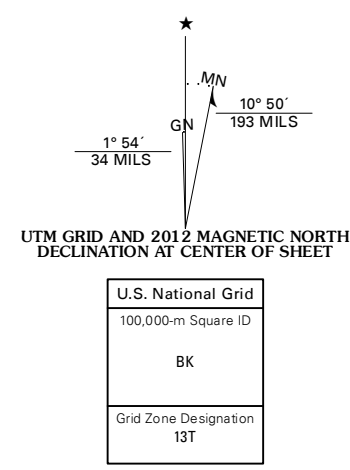 ★
MN
GN
10° 50´
193 MILS
1° 54´
34 MILS
UTM GRID AND 2012 MAGNETIC NORTH
DECLINATION AT CENTER OF SHEET
U.S. National Grid
100,000-m Square ID
BK
Grid Zone Designation
13T